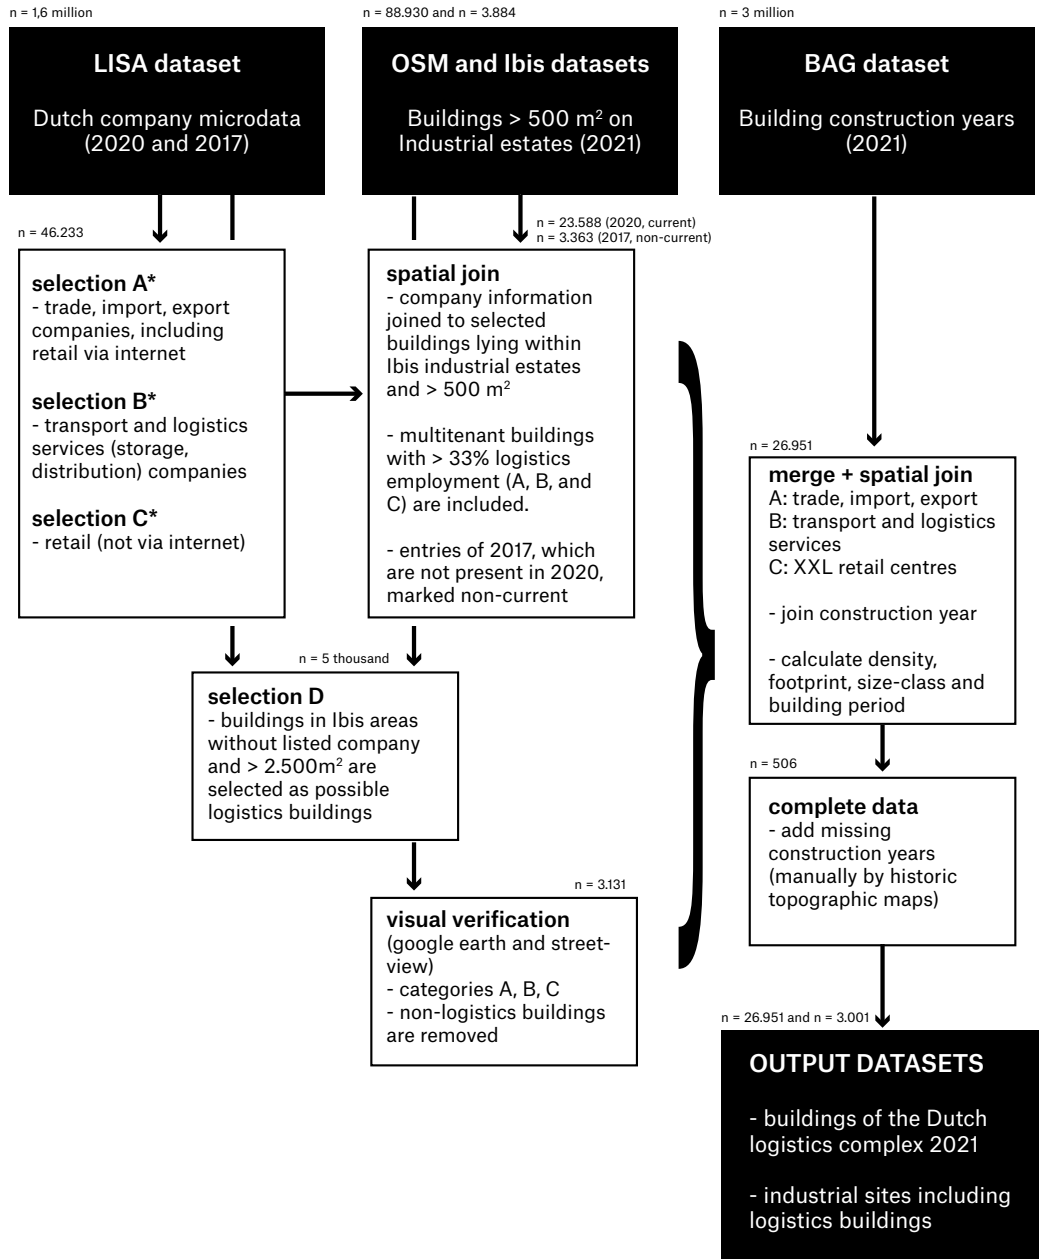 n = 1,6 million
LISA dataset
Dutch company microdata
(2020 and 2017)
n = 88.930 and n = 3.884
OSM and Ibis datasets
Buildings > 500 m² on
Industrial estates (2021)
n = 3 million
BAG dataset
Building construction years
(2021)
n = 46.233
selection A*
- trade, import, export
companies, including
retail via internet
selection B*
- transport and logistics
services (storage,
distribution) companies
selection C*
- retail (not via internet)
n = 23.588 (2020, current)
n = 3.363 (2017, non-current)
spatial join
- company information
joined to selected
buildings lying within
Ibis industrial estates
and > 500 m²
- multitenant buildings
with > 33% logistics
employment (A, B, and
C) are included.
- entries of 2017, which
are not present in 2020,
marked non-current
n = 5 thousand
selection D
- buildings in Ibis areas
without listed company
and > 2.500m² are
selected as possible
logistics buildings
n = 3.131
visual verification
(google earth and street-
view)
- categories A, B, C
- non-logistics buildings
are removed
n = 26.951
merge + spatial join
A: trade, import, export
B: transport and logistics
services
C: XXL retail centres
- join construction year
- calculate density,
footprint, size-class and
building period
n = 506
complete data
- add missing
construction years
(manually by historic
topographic maps)
n = 26.951 and n = 3.001
OUTPUT DATASETS
- buildings of the Dutch
logistics complex 2021
- industrial sites including
logistics buildings